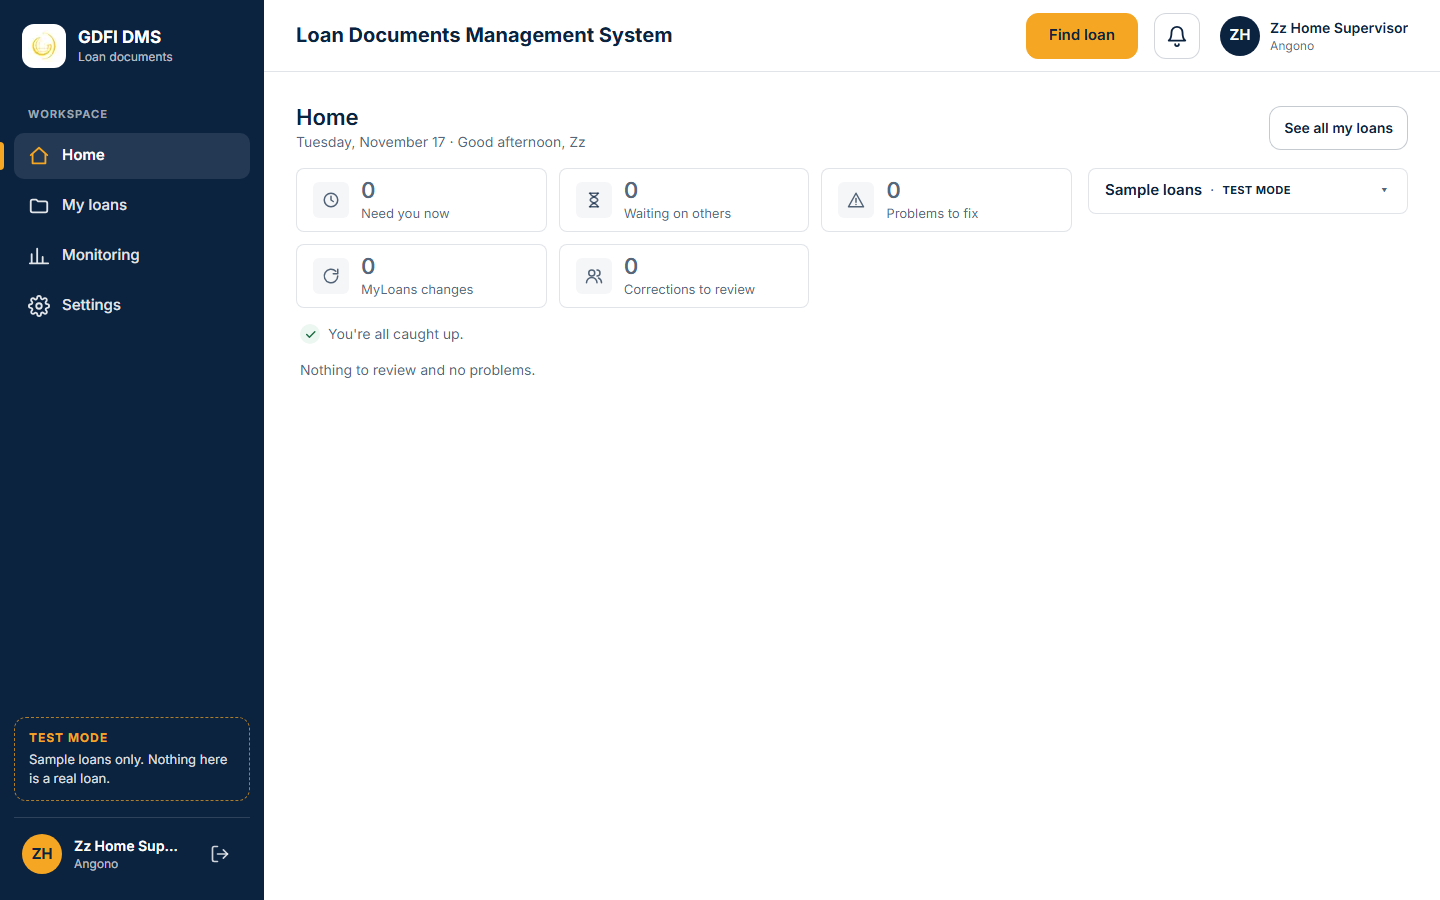 GDFI DMS
Loan documents
WORKSPACE
Home
My loans
Monitoring
Settings
TEST MODE
Sample loans only. Nothing here
is a real loan.
ZH
Zz Home Sup...
Angono
Loan Documents Management System
Find loan
ZH
Zz Home Supervisor
Angono
Home
Tuesday, November 17 · Good afternoon, Zz
See all my loans
0
Need you now
0
Waiting on others
0
Problems to fix
0
MyLoans changes
0
Corrections to review
Sample loans · TEST MODE
You're all caught up.
Nothing to review and no problems.